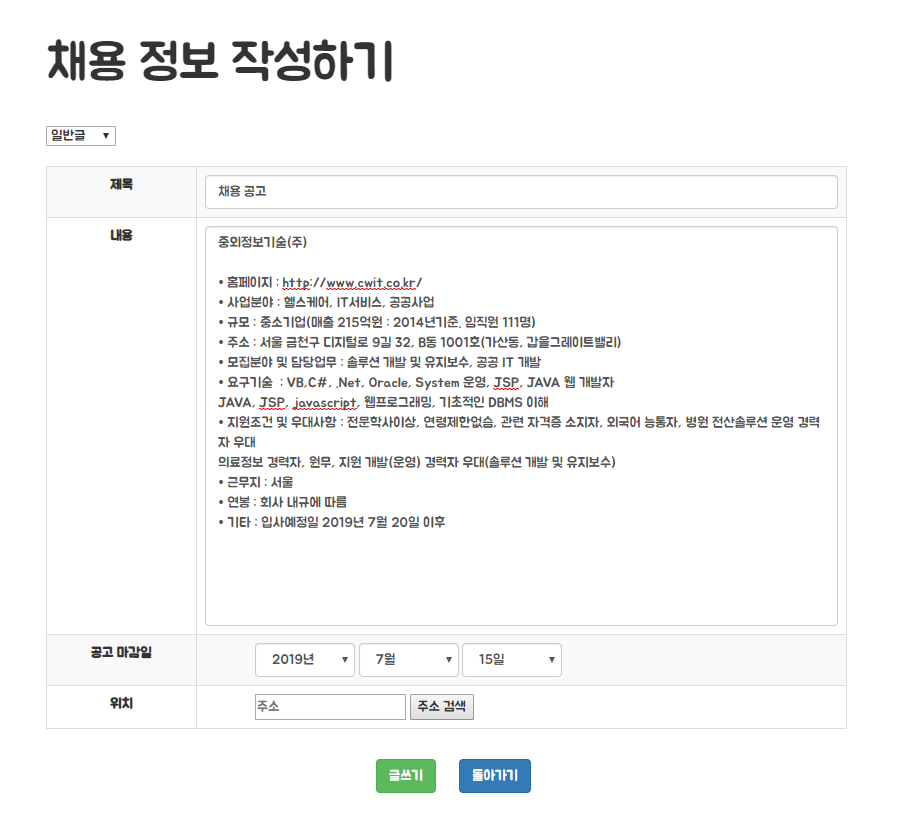 채용 정보 작성하기
일반글
제목
채용 공고
내용
중외정보기술(주)
• 홈페이지 : http://www.cwit.co.kr/
• 사업분야 : 헬스케어, IT서비스, 공공사업
• 규모 : 중소기업(매출 215억원 : 2014년기준, 임직원 111명)
• 주소 : 서울 금천구 디지털로 9길 32, B동 1001호(가산동, 갑을그레이트밸리)
• 모집분야 및 담당업무 : 솔루션 개발 및 유지보수, 공공 IT 개발
• 요구기술 : VB,C#, .Net, Oracle, System 운영, JSP, JAVA 웹 개발자
JAVA, JSP, javascript, 웹프로그래밍, 기초적인 DBMS 이해
• 지원조건 및 우대사항 : 전문학사이상, 연령제한없슴, 관련 자격증 소지자, 외국어 능통자, 병원 전산솔루션 운영 경력
자 우대
의료정보 경력자, 원무, 지원 개발(운영) 경력자 우대(솔루션 개발 및 유지보수)
• 근무지 : 서울
• 연봉 : 회사 내규에 따름
• 기타 : 입사예정일 2019년 7월 20일 이후
공고 마감일
2019년 7월 15일
위치
주소 주소 검색
글쓰기 돌아가기